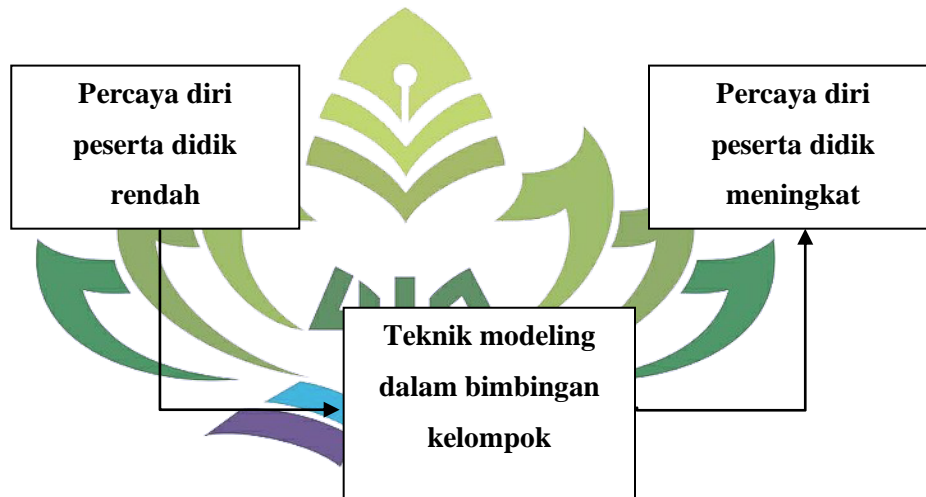 Percaya diri
peserta didik
rendah
Percaya diri
peserta didik
meningkat
Teknik modeling
dalam bimbingan
kelompok